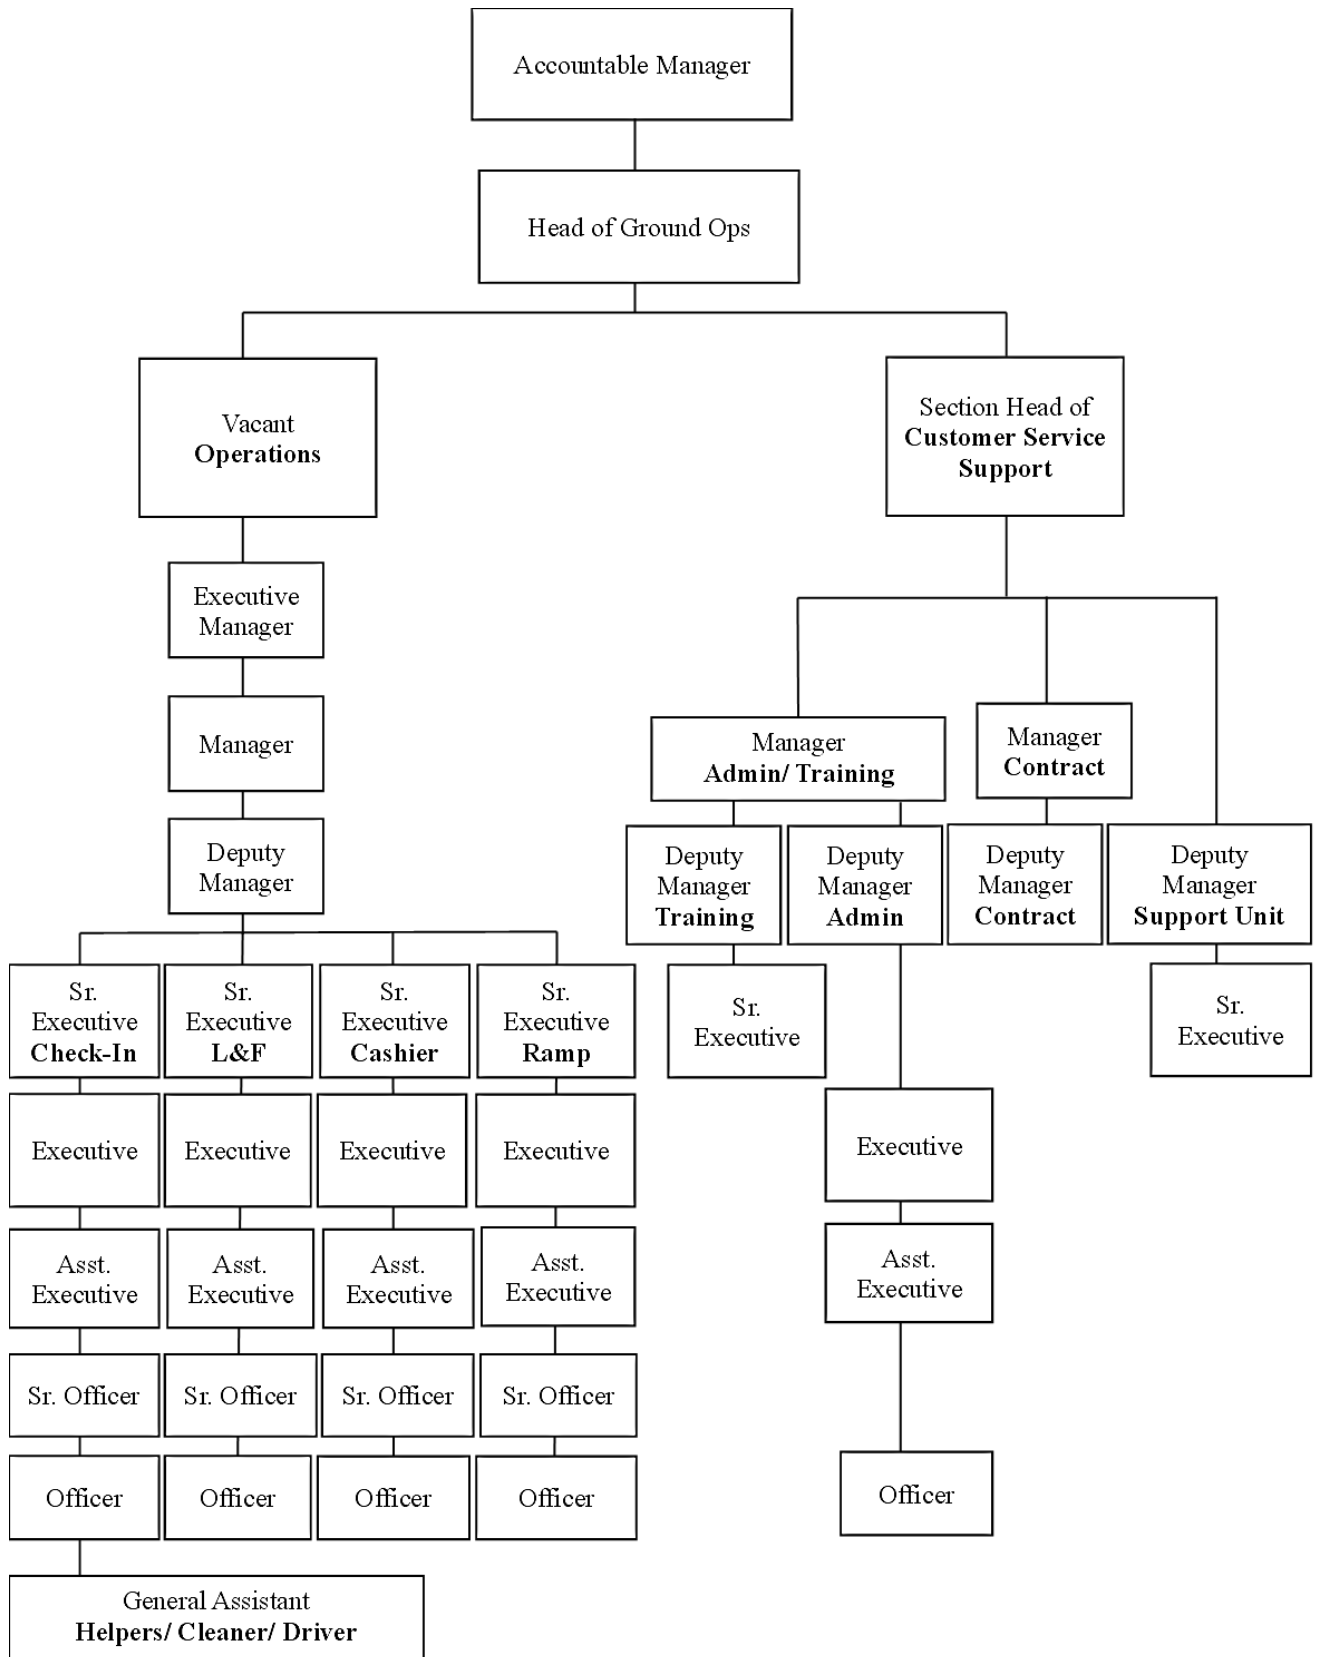 Accountable Manager
Head of Ground Ops
Vacant
Operations
Section Head of
Customer Service
Support
Executive
Manager
Manager
Deputy
Manager
Manager
Admin/ Training
Manager
Contract
Deputy
Manager
Training
Deputy
Manager
Admin
Deputy
Manager
Contract
Deputy
Manager
Support Unit
Sr.
Executive
Check-In
Sr.
Executive
L&F
Sr.
Executive
Cashier
Sr.
Executive
Ramp
Sr.
Executive
Sr.
Executive
Executive
Executive
Executive
Executive
Executive
Asst.
Executive
Asst.
Executive
Asst.
Executive
Asst.
Executive
Asst.
Executive
Sr. Officer
Sr. Officer
Sr. Officer
Sr. Officer
Officer
Officer
Officer
Officer
Officer
General Assistant
Helpers/ Cleaner/ Driver